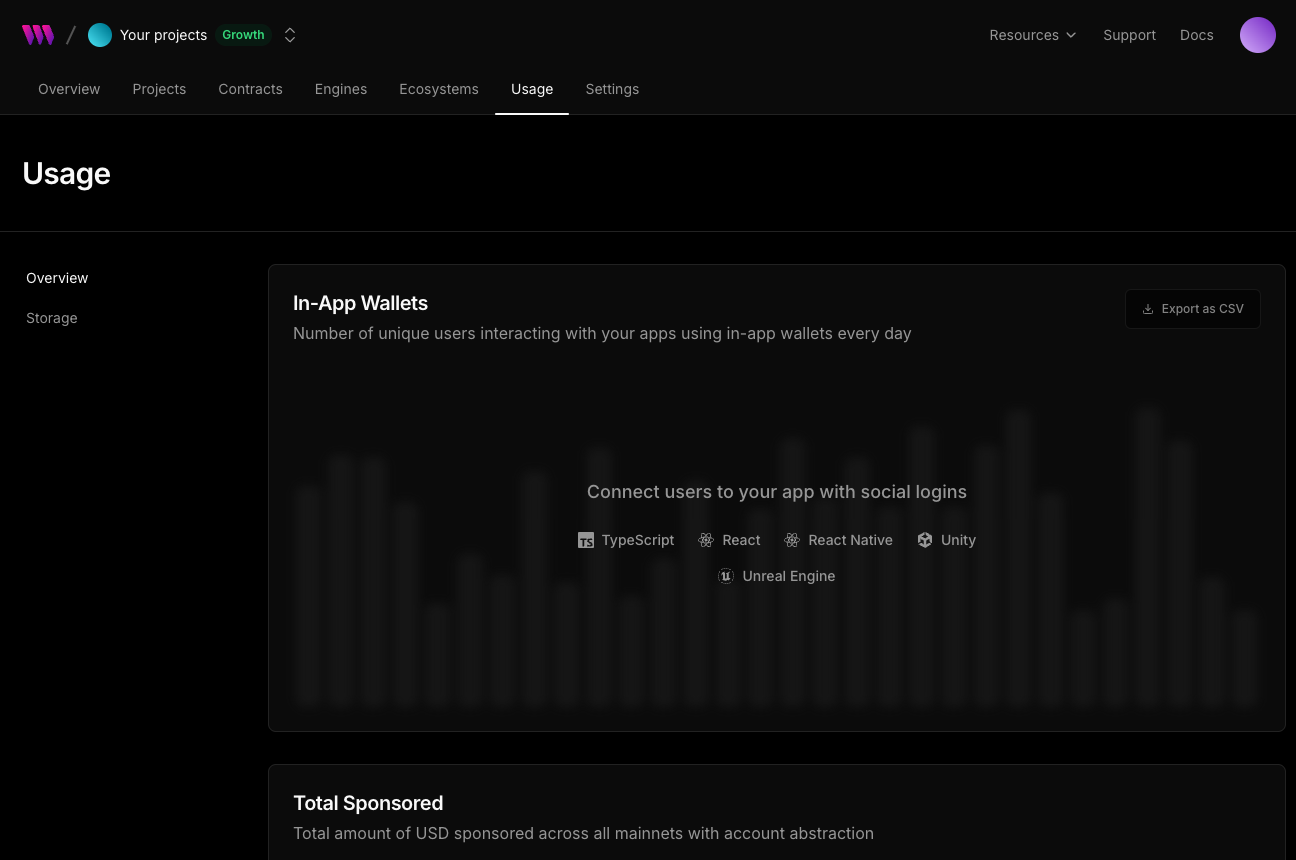 / Your projects Growth Resources Support Docs
Overview Projects Contracts Engines Ecosystems Usage Settings
Usage
Overview
Storage
In-App Wallets
Export as CSV
Number of unique users interacting with your apps using in-app wallets every day
Connect users to your app with social logins
TS TypeScript React React Native Unity
Unreal Engine
Total Sponsored
Total amount of USD sponsored across all mainnets with account abstraction